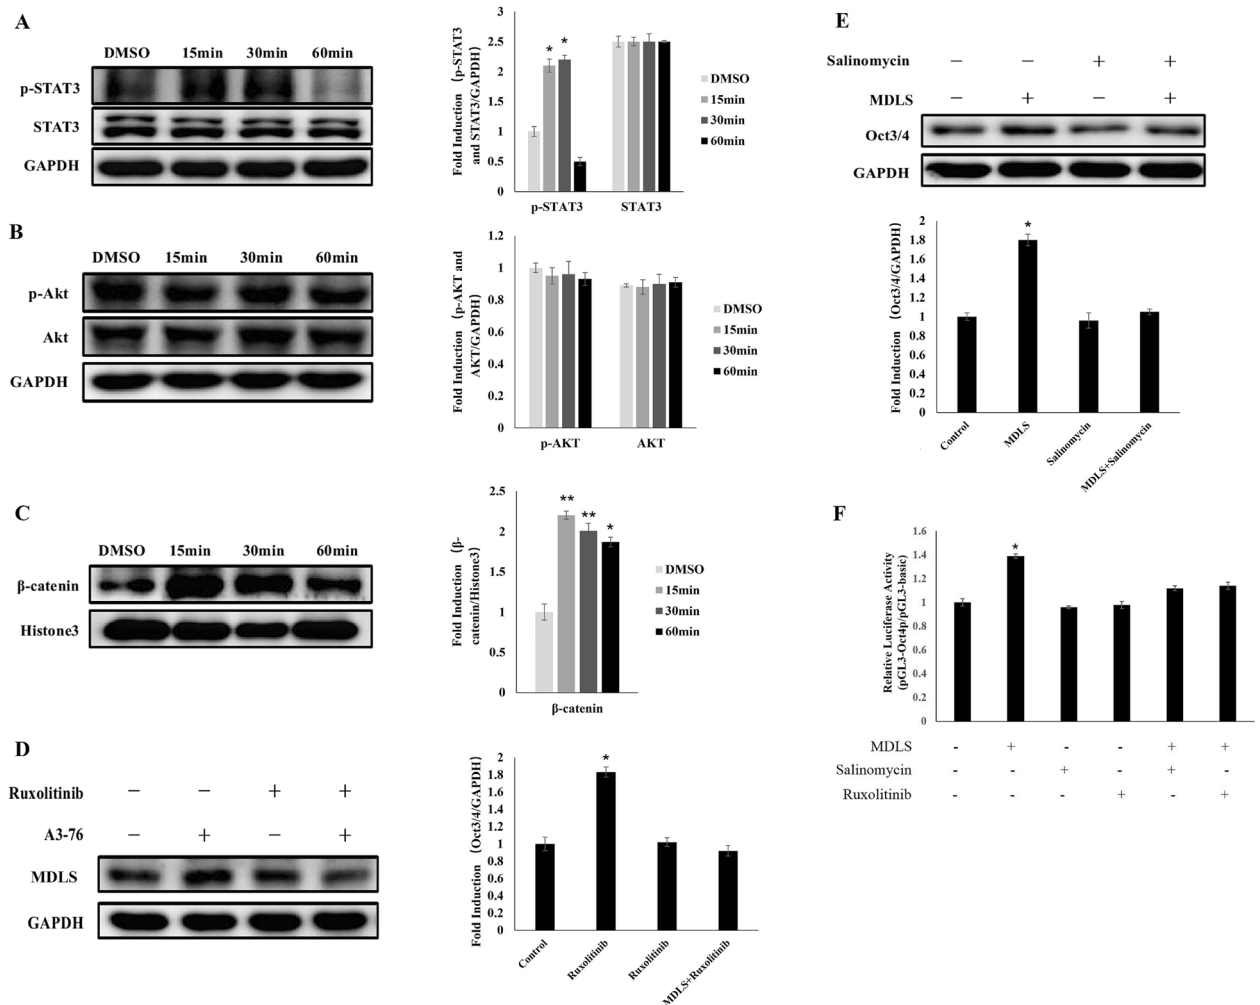 A
DMSO 15min 30min 60min
p-STAT3
STAT3
GAPDH
Fold Induction (p-STAT3
and STAT3/GAPDH)
3
2.5
2
1.5
1
0.5
0
* *
p-STAT3 STAT3
DMSO
15min
30min
60min
B
DMSO 15min 30min 60min
p-Akt
Akt
GAPDH
Fold Induction (p-AKT and
AKT/GAPDH)
1.2
1
0.8
0.6
0.4
0.2
0
p-AKT AKT
DMSO
15min
30min
60min
C
DMSO 15min 30min 60min
β-catenin
Histone3
Fold Induction (β-
catenin/Histone3)
2.5
2
1.5
1
0.5
0
** ** *
β-catenin
DMSO
15min
30min
60min
D
Ruxolitinib − − + +
A3-76 − + − +
MDLS
GAPDH
Fold Induction (Oct3/4/GAPDH)
2
1.8
1.6
1.4
1.2
1
0.8
0.6
0.4
0.2
0
*
Control Ruxolitinib Ruxolitinib MDLS+Ruxolitinib
E
Salinomycin − − + +
MDLS − + − +
Oct3/4
GAPDH
Fold Induction (Oct3/4/GAPDH)
2
1.8
1.6
1.4
1.2
1
0.8
0.6
0.4
0.2
0
*
Control MDLS Salinomycin MDLS+Salinomycin
F
Relative Luciferase Activity
(pGL3-Oct4p/pGL3-basic)
1.6
1.4
1.2
1
0.8
0.6
0.4
0.2
0
*
MDLS - + - - + +
Salinomycin - - + - + -
Ruxolitinib - - - + - +